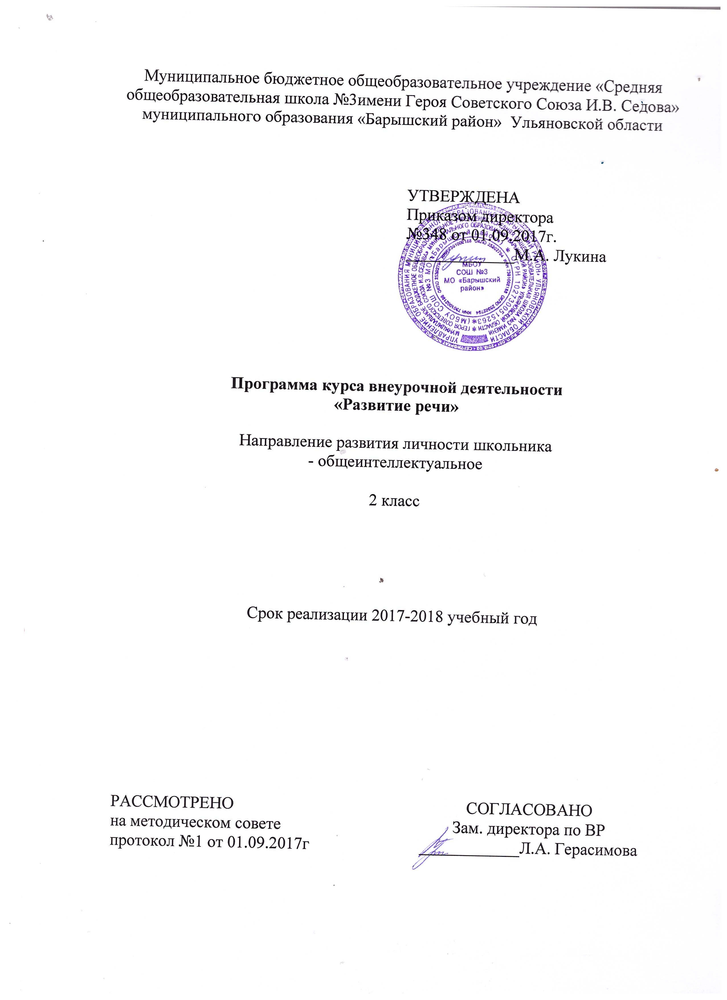 Муниципальное бюджетное общеобразовательное учреждение «Средняя
общеобразовательная школа №3имени Героя Советского Союза И.В. Седова»
муниципального образования «Барышский район» Ульяновской области
УТВЕРЖДЕНА
Приказом директора
№348 от 01.09.2017г.
М.А. Лукина
МБОУ
СОШ №3
МО «Барышский
район»
Программа курса внеурочной деятельности
«Развитие речи»
Направление развития личности школьника
- общеинтеллектуальное
2 класс
Срок реализации 2017-2018 учебный год
РАССМОТРЕНО
на методическом совете
протокол №1 от 01.09.2017г
СОГЛАСОВАНО
Зам. директора по ВР
Л.А. Герасимова